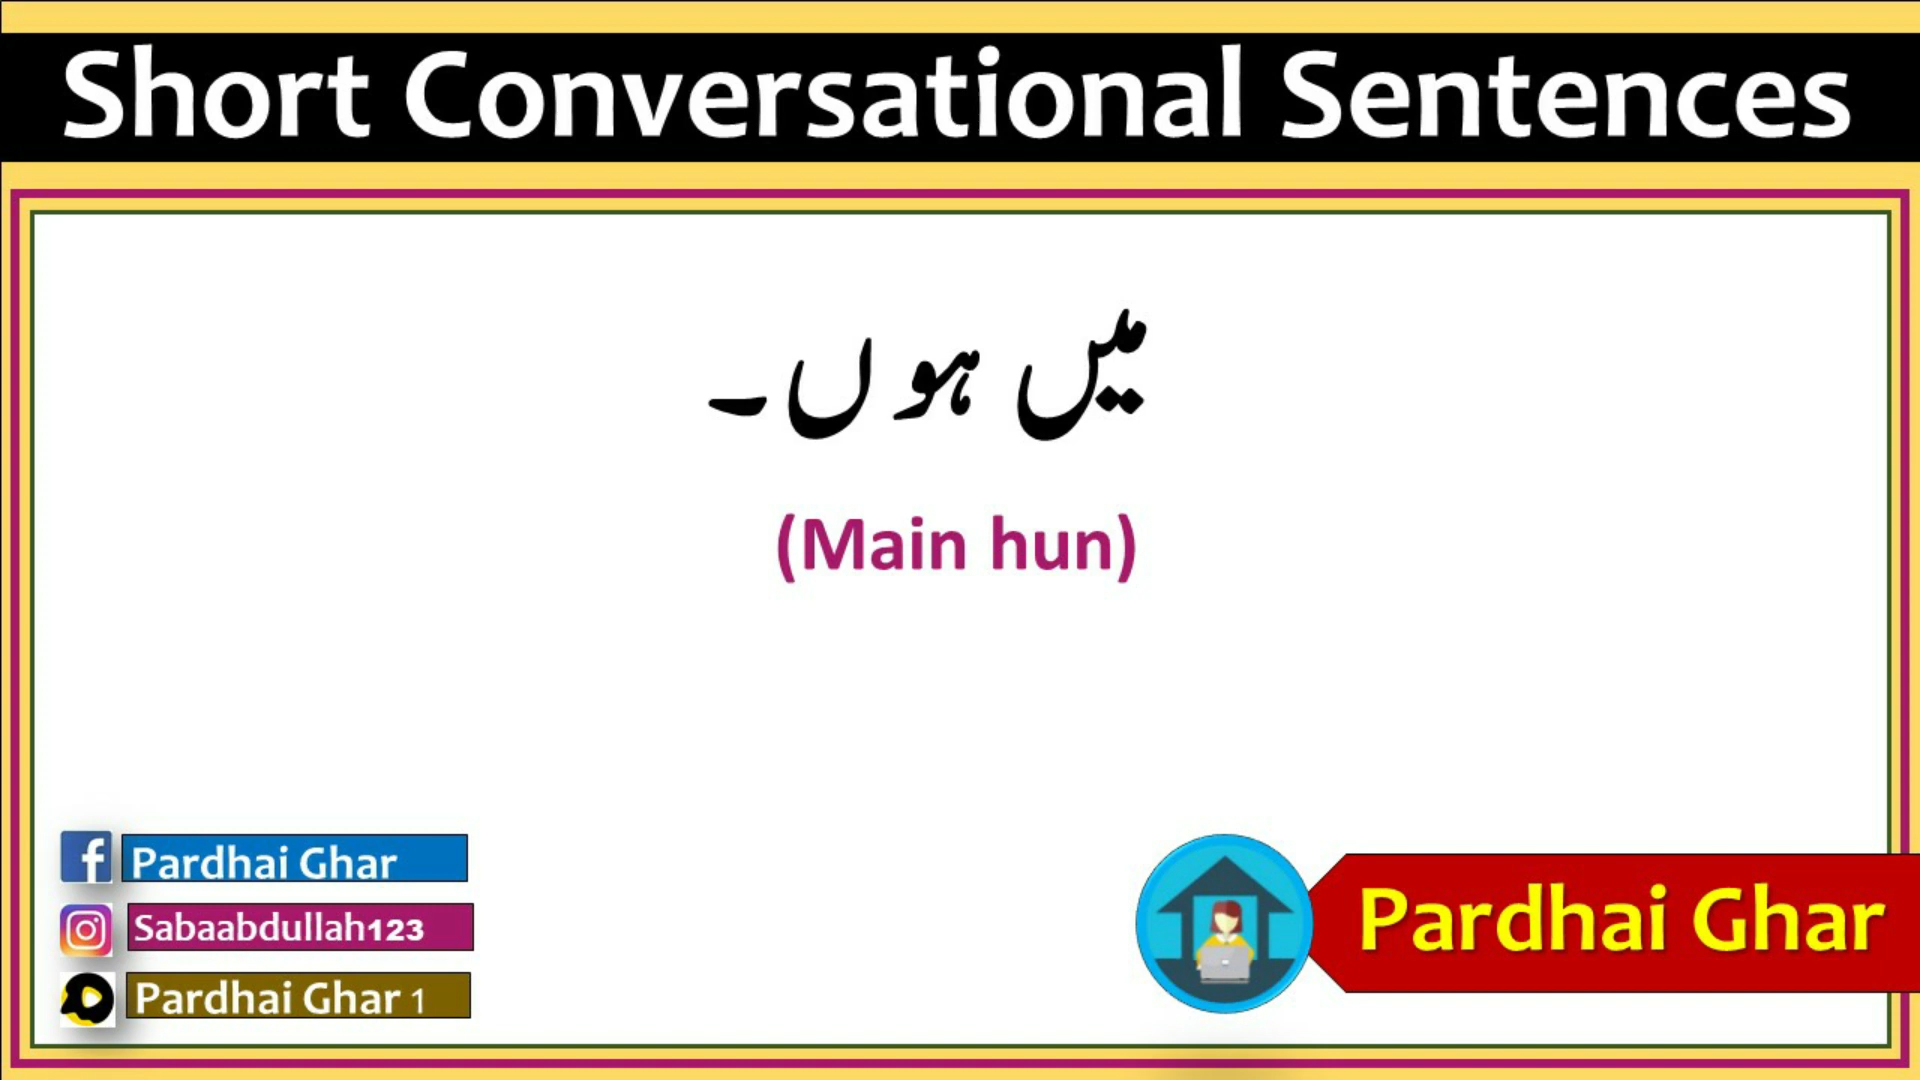 Short Conversational Sentences
میں ہوں۔
(Main hun)
Pardhai Ghar
Sabaabdullah123
Pardhai Ghar 1
Pardhai Ghar